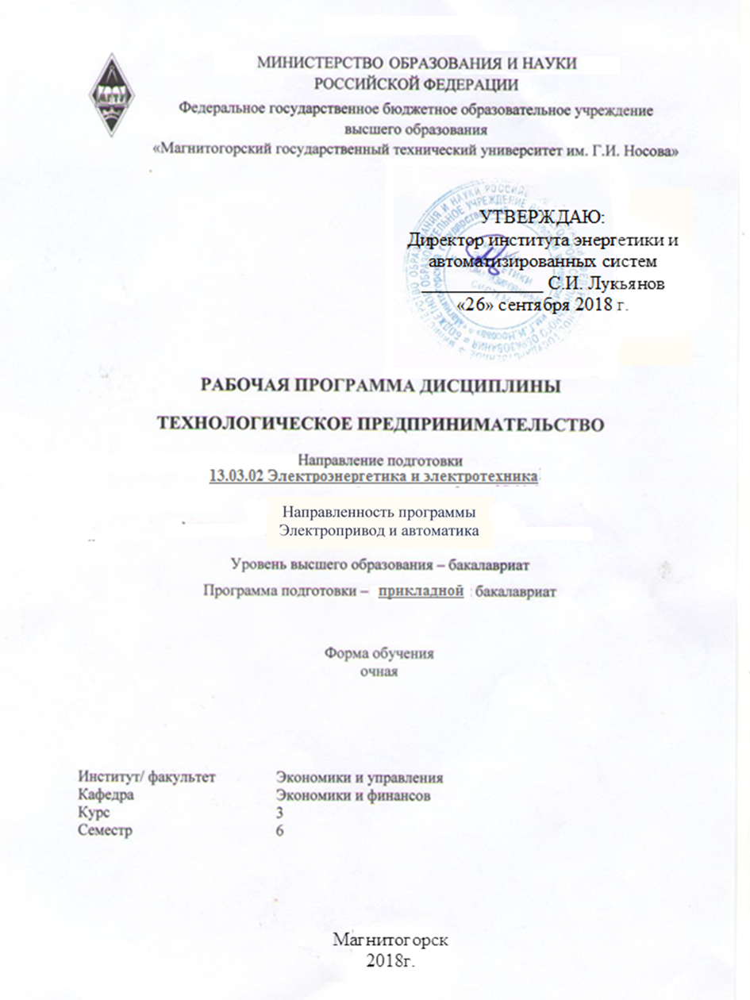 МИНИСТЕРСТВО ОБРАЗОВАНИЯ И НАУКИ
РОССИЙСКОЙ ФЕДЕРАЦИИ
Федеральное государственное бюджетное образовательное учреждение
высшего образования
«Магнитогорский государственный технический университет им. Г.И. Носова»
УТВЕРЖДАЮ:
Директор института энергетики и
автоматизированных систем
_____________ С.И. Лукьянов
«26» сентября 2018 г.
РАБОЧАЯ ПРОГРАММА ДИСЦИПЛИНЫ
ТЕХНОЛОГИЧЕСКОЕ ПРЕДПРИНИМАТЕЛЬСТВО
Направление подготовки
13.03.02 Электроэнергетика и электротехника
Направленность программы
Электропривод и автоматика
Уровень высшего образования – бакалавриат
Программа подготовки – прикладной бакалавриат
Форма обучения
очная
Институт/ факультет Экономики и управления
Кафедра Экономики и финансов
Курс 3
Семестр 6
Магнитогорск
2018г.